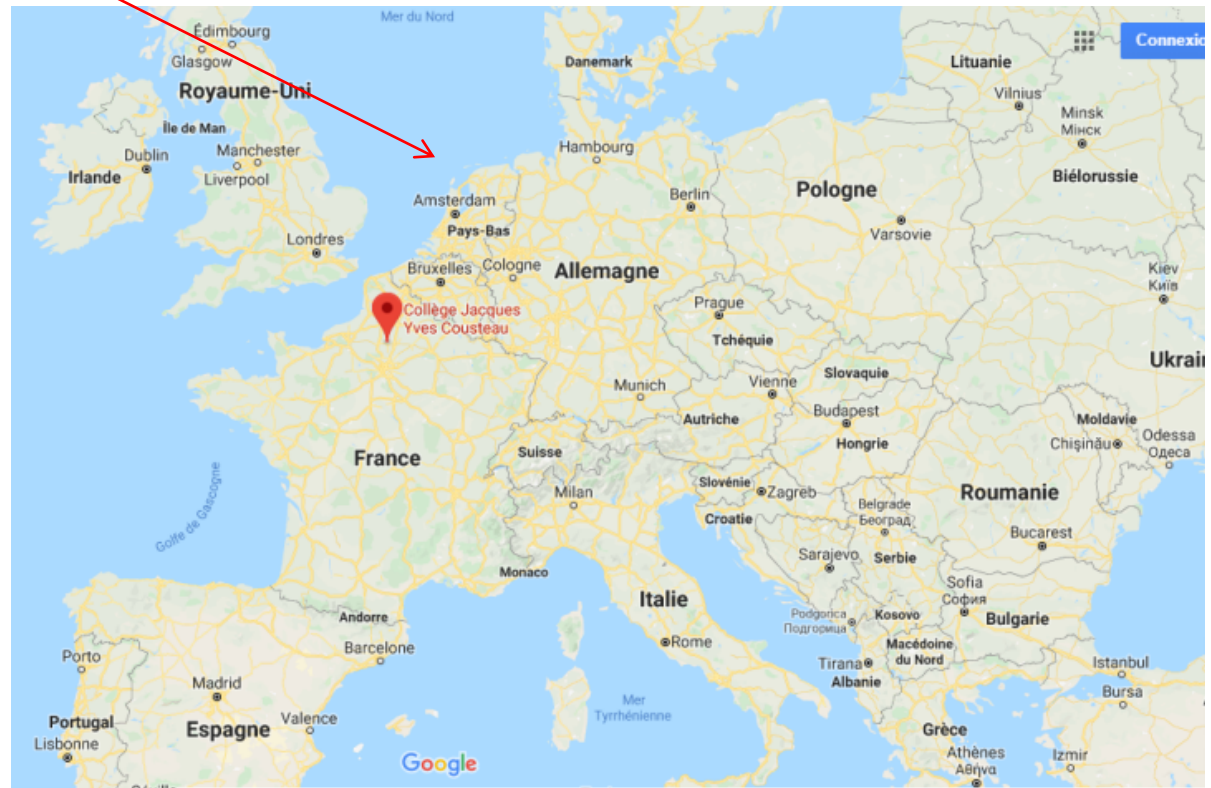 Mer du Nord
Édimbourg
Glasgow
Royaume-Uni
Île de Man
Dublin
Irlande
Manchester
Liverpool
Londres
Danemark
Hambourg
Amsterdam
Pays-Bas
Bruxelles
Cologne
Allemagne
Berlin
Pologne
Varsovie
Lituanie
Vilnius
Connexio
Minsk
Мінск
Biélorussie
Kiev
Київ
Ukrair
Collège Jacques
Yves Cousteau
Prague
Tchéquie
Slovaquie
Munich
Vienne
Autriche
Budapest
Hongrie
Moldavie
Chișinău
Odessa
Одеса
France
Suisse
Milan
Slovénie
Zagreb
Croatie
Belgrade
Београд
Roumanie
Bucarest
Golfe de Gascogne
Sarajevo
Serbie
Monaco
Italie
Sofia
София
Bulgarie
Andorre
Podgorica
Подгорица
Kosovo
Barcelone
Rome
Macédoine
du Nord
Tirana
Albanie
Istanbul
Bursa
Porto
Madrid
Portugal
Espagne
Valence
Lisbonne
Mer
Tyrrhénienne
Grèce
Athènes
Αθήνα
Izmir
Google